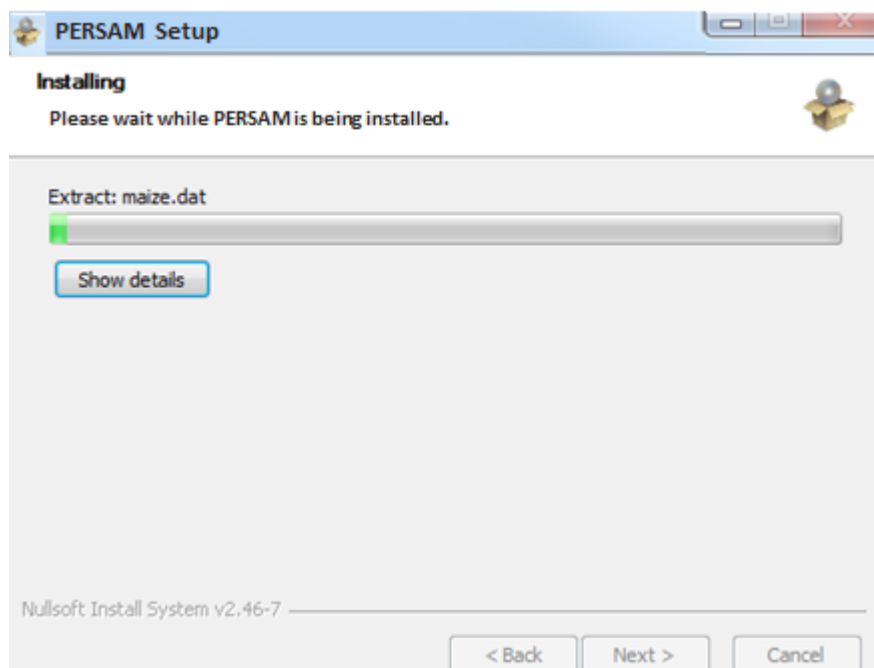 PERSAM Setup
Installing
Please wait while PERSAM is being installed.
Extract: maize.dat
Show details
Nullsoft Install System v2.46-7
< Back Next > Cancel